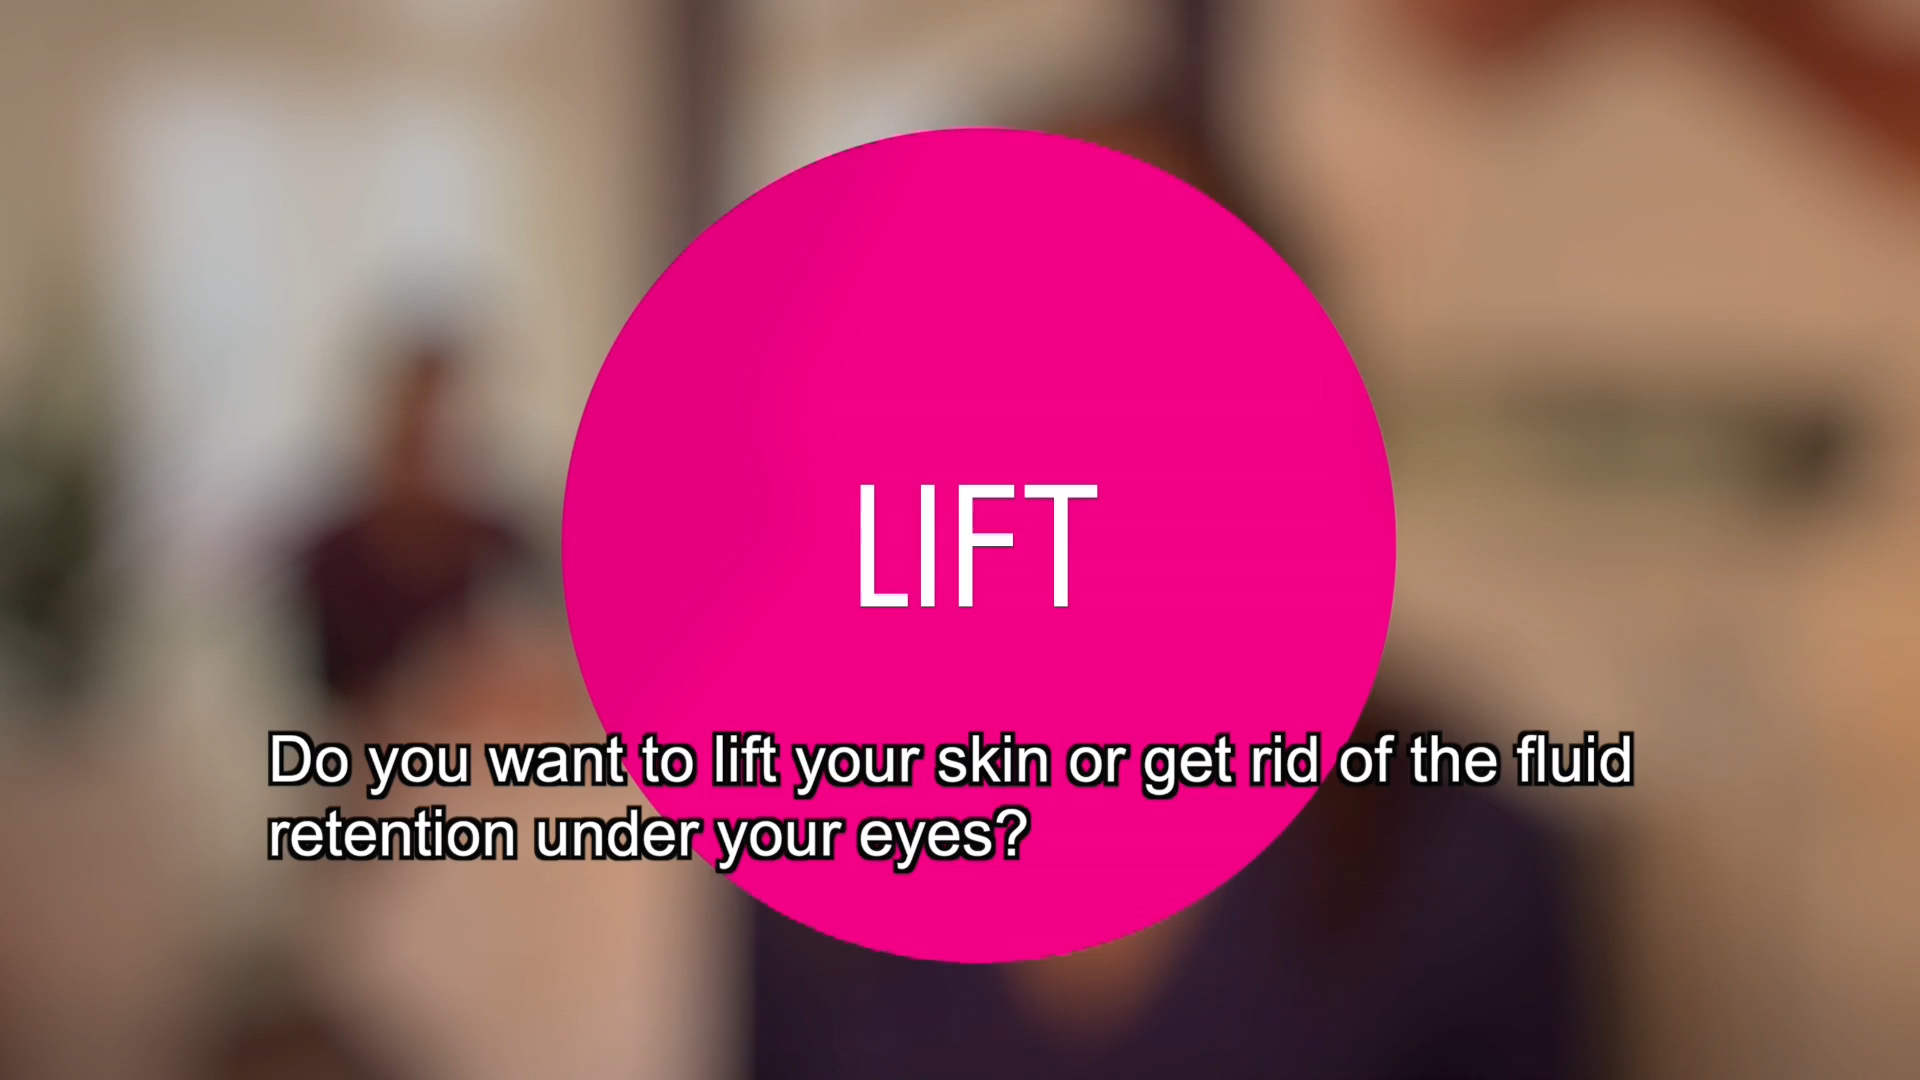 LIFT
Do you want to lift your skin or get rid of the fluid
retention under your eyes?